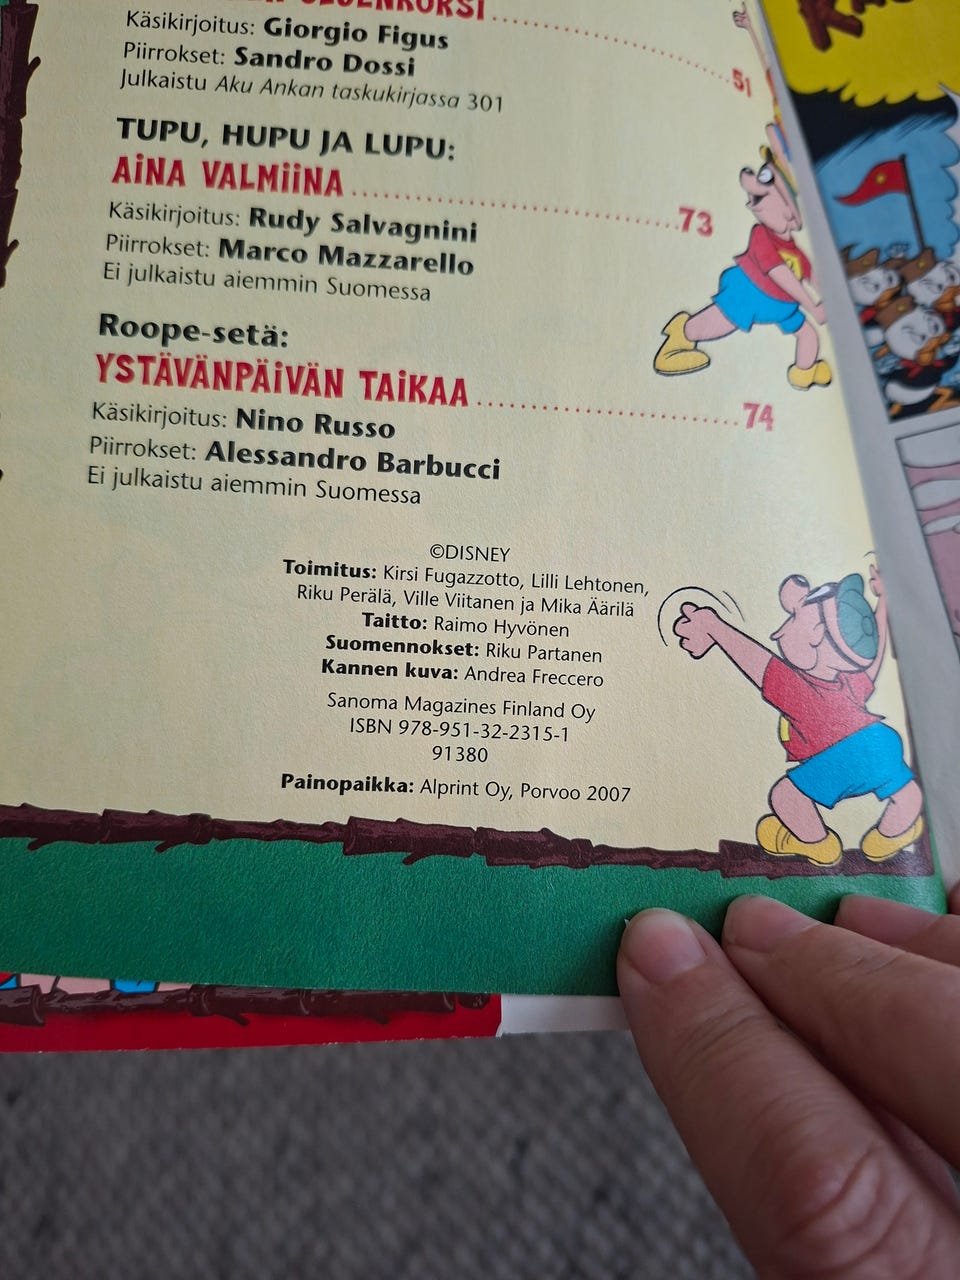 Käsikirjoitus: Giorgio Figus
Piirrokset: Sandro Dossi
Julkaistu Aku Ankan taskukirjassa 301
51
TUPU, HUPU JA LUPU:
AINA VALMIINA 73
Käsikirjoitus: Rudy Salvagnini
Piirrokset: Marco Mazzarello
Ei julkaistu aiemmin Suomessa
Roope-setä:
YSTÄVÄNPÄIVÄN TAIKAA 74
Käsikirjoitus: Nino Russo
Piirrokset: Alessandro Barbucci
Ei julkaistu aiemmin Suomessa
©DISNEY
Toimitus: Kirsi Fugazzotto, Lilli Lehtonen,
Riku Perälä, Ville Viitanen ja Mika Äärilä
Taitto: Raimo Hyvönen
Suomennokset: Riku Partanen
Kannen kuva: Andrea Freccero
Sanoma Magazines Finland Oy
ISBN 978-951-32-2315-1
91380
Painopaikka: Alprint Oy, Porvoo 2007